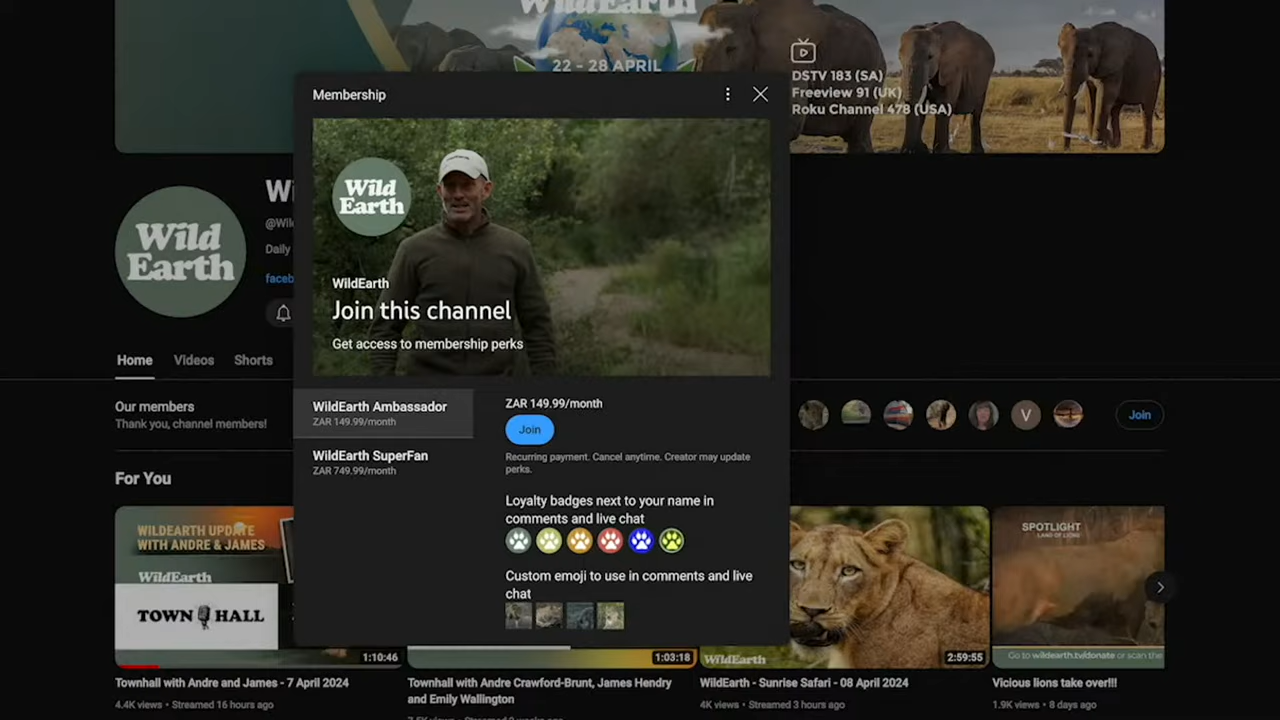 WildEarth
22 - 28 APRIL
DSTV 183 (SA)
Freeview 91 (UK)
Roku Channel 478 (USA)
Membership
Wild
Earth
WildEarth
Join this channel
Get access to membership perks
Wild
Earth
Wi
@Wil
Daily
faceb
Home Videos Shorts
Our members
Thank you, channel members!
V
Join
WildEarth Ambassador
ZAR 149.99/month
WildEarth SuperFan
ZAR 749.99/month
ZAR 149.99/month
Join
Recurring payment. Cancel anytime. Creator may update
perks.
Loyalty badges next to your name in
comments and live chat
Custom emoji to use in comments and live
chat
For You
WILDEARTH UPDATE
WITH ANDRE & JAMES
WildEarth
TOWN HALL
1:10:46
Townhall with Andre and James - 7 April 2024
4.4K views • Streamed 16 hours ago
1:03:18
Townhall with Andre Crawford-Brunt, James Hendry
and Emily Wallington
WildEarth
2:59:55
WildEarth - Sunrise Safari - 08 April 2024
4K views • Streamed 3 hours ago
SPOTLIGHT
LAND OF LIONS
Go to wildearth.tv/donate or scan the
Vicious lions take over!!!
1.9K views • 8 days ago